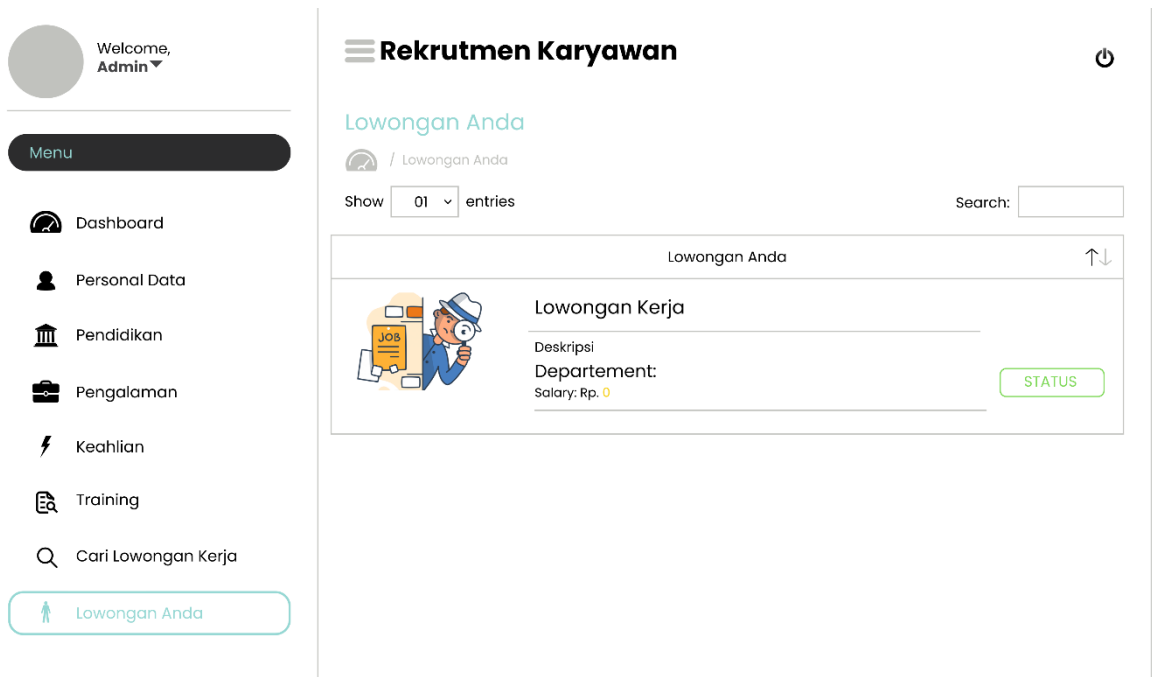 Welcome,
Admin
Menu
Dashboard
Personal Data
Pendidikan
Pengalaman
Keahlian
Training
Cari Lowongan Kerja
Lowongan Anda
Rekrutmen Karyawan
Lowongan Anda
/ Lowongan Anda
Show 01 entries
Search:
Lowongan Anda
JOB
Lowongan Kerja
Deskripsi
Departement:
Salary: Rp. 0
STATUS